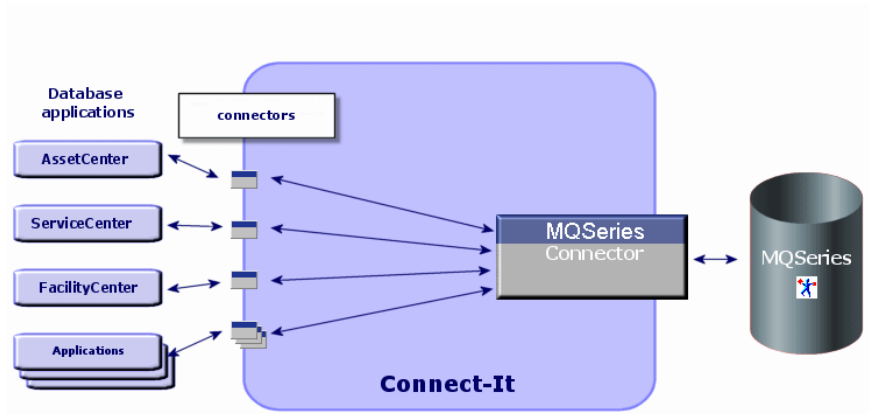 Database
applications
connectors
AssetCenter
ServiceCenter
FacilityCenter
Applications
MQSeries
Connector
MQSeries
Connect-It